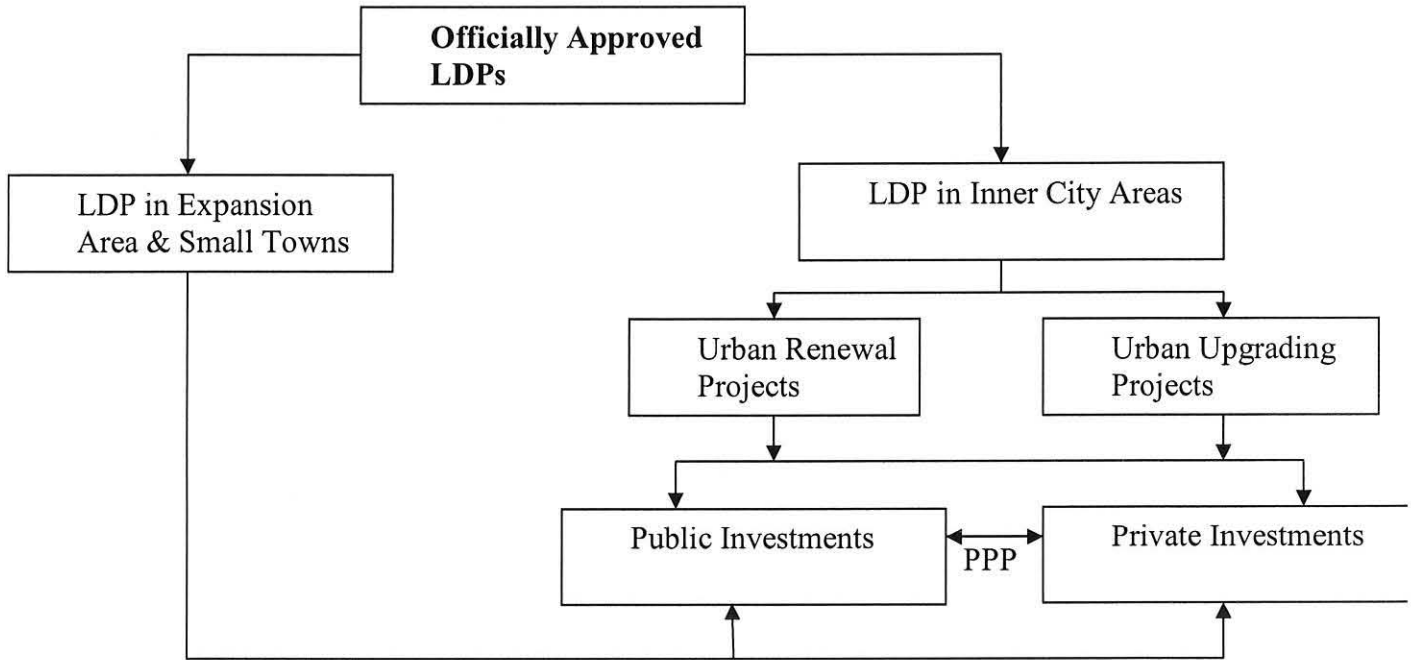 Officially Approved
LDPs
LDP in Expansion
Area & Small Towns
LDP in Inner City Areas
Urban Renewal
Projects
Urban Upgrading
Projects
Public Investments
PPP
Private Investments